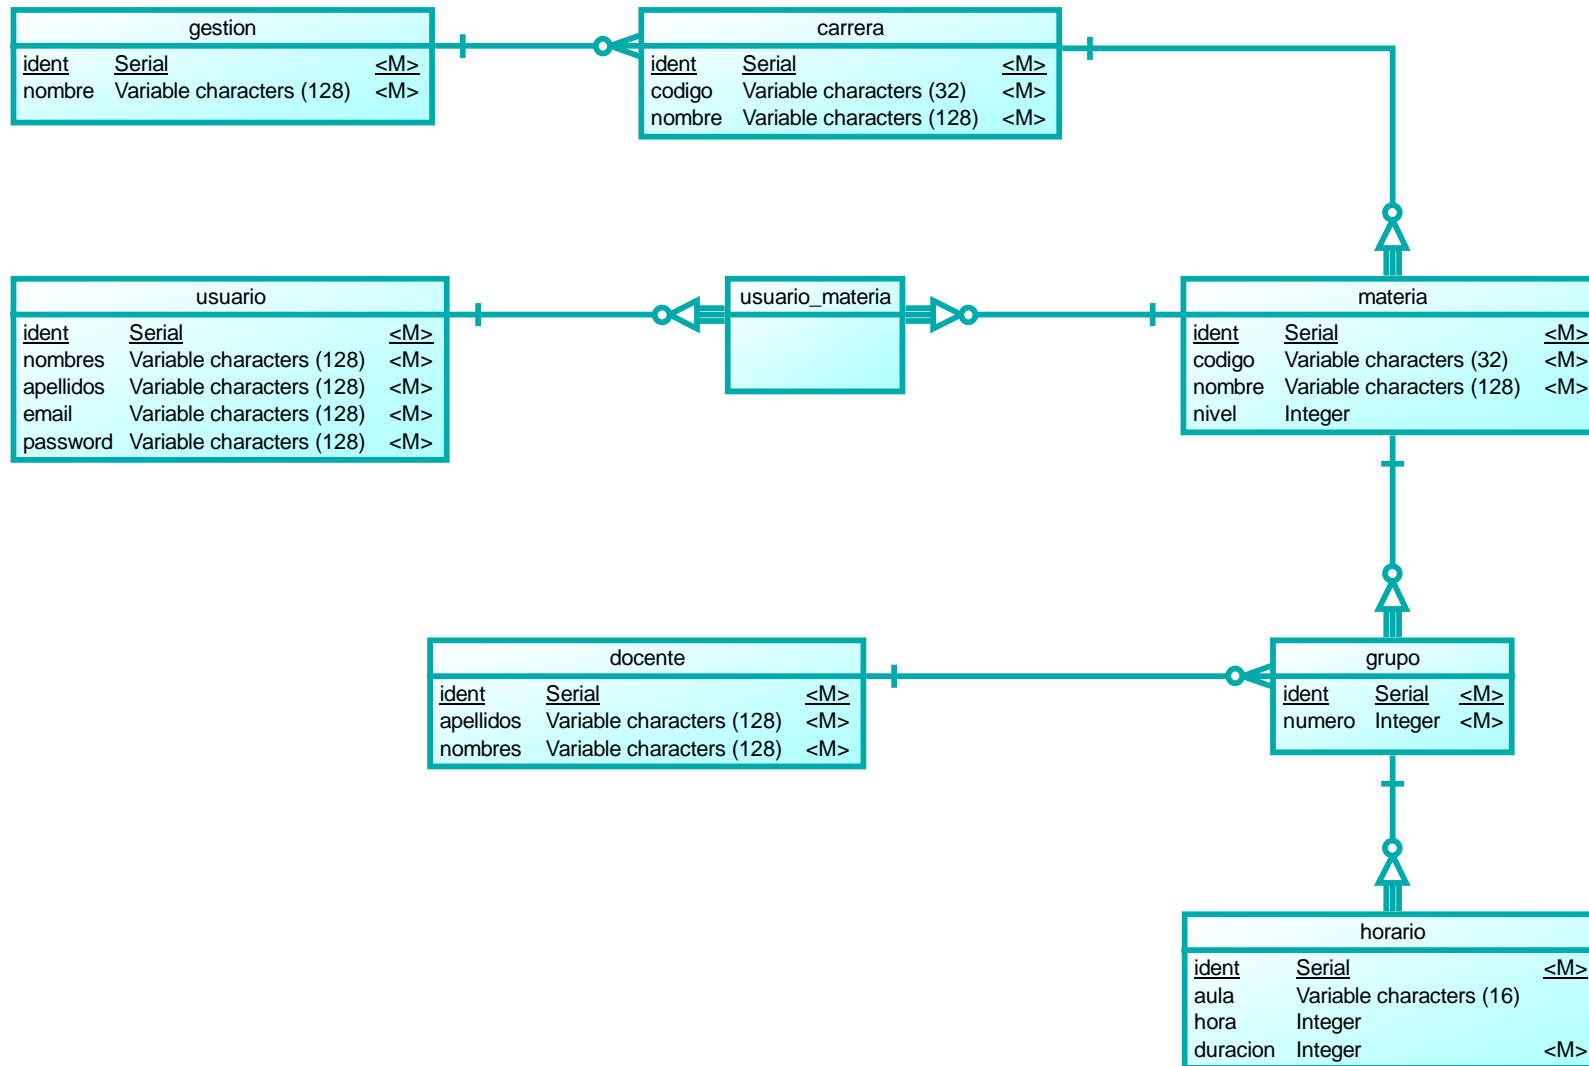 gestion
ident Serial <M>
nombre Variable characters (128) <M>
carrera
ident Serial <M>
codigo Variable characters (32) <M>
nombre Variable characters (128) <M>
usuario
ident Serial <M>
nombres Variable characters (128) <M>
apellidos Variable characters (128) <M>
email Variable characters (128) <M>
password Variable characters (128) <M>
usuario_materia
materia
ident Serial <M>
codigo Variable characters (32) <M>
nombre Variable characters (128) <M>
nivel Integer
docente
ident Serial <M>
apellidos Variable characters (128) <M>
nombres Variable characters (128) <M>
grupo
ident Serial <M>
numero Integer <M>
horario
ident Serial <M>
aula Variable characters (16)
hora Integer
duracion Integer <M>